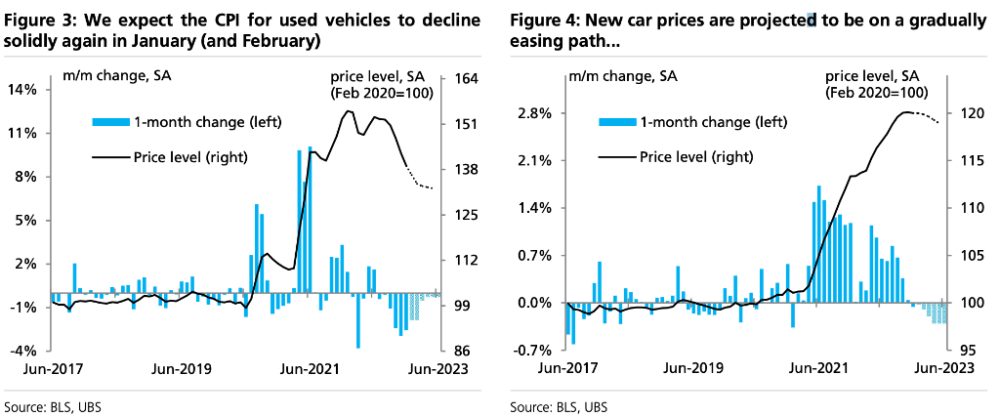 Figure 3: We expect the CPI for used vehicles to decline
solidly again in January (and February)
m/m change, SA
price level, SA
(Feb 2020=100)
1-month change (left)
Price level (right)
14%
11%
8%
5%
2%
-1%
-4%
164
151
138
125
112
99
86
Jun-2017
Jun-2019
Jun-2021
Jun-2023
Source: BLS, UBS
Figure 4: New car prices are projected to be on a gradually
easing path...
m/m change, SA
price level, SA
(Feb 2020=100)
1-month change (left)
Price level (right)
2.8%
2.1%
1.4%
0.7%
0.0%
-0.7%
120
115
110
105
100
95
Jun-2017
Jun-2019
Jun-2021
Jun-2023
Source: BLS, UBS